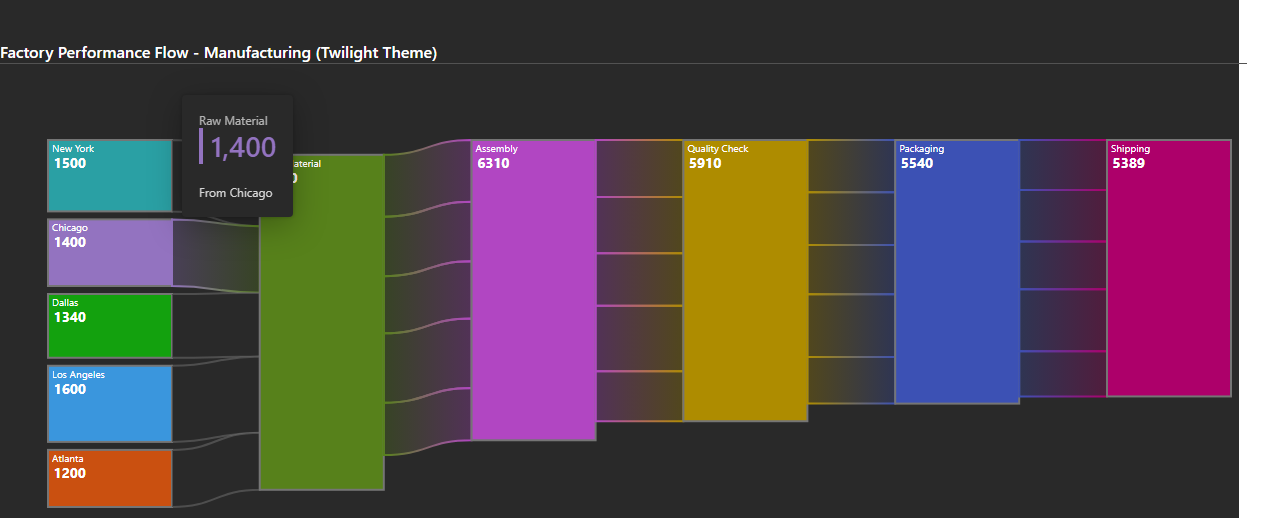 Factory Performance Flow - Manufacturing (Twilight Theme)
Raw Material
1,400
From Chicago
New York
1500
Chicago
1400
Dallas
1340
Los Angeles
1600
Atlanta
1200
Assembly
6310
Quality Check
5910
Packaging
5540
Shipping
5389